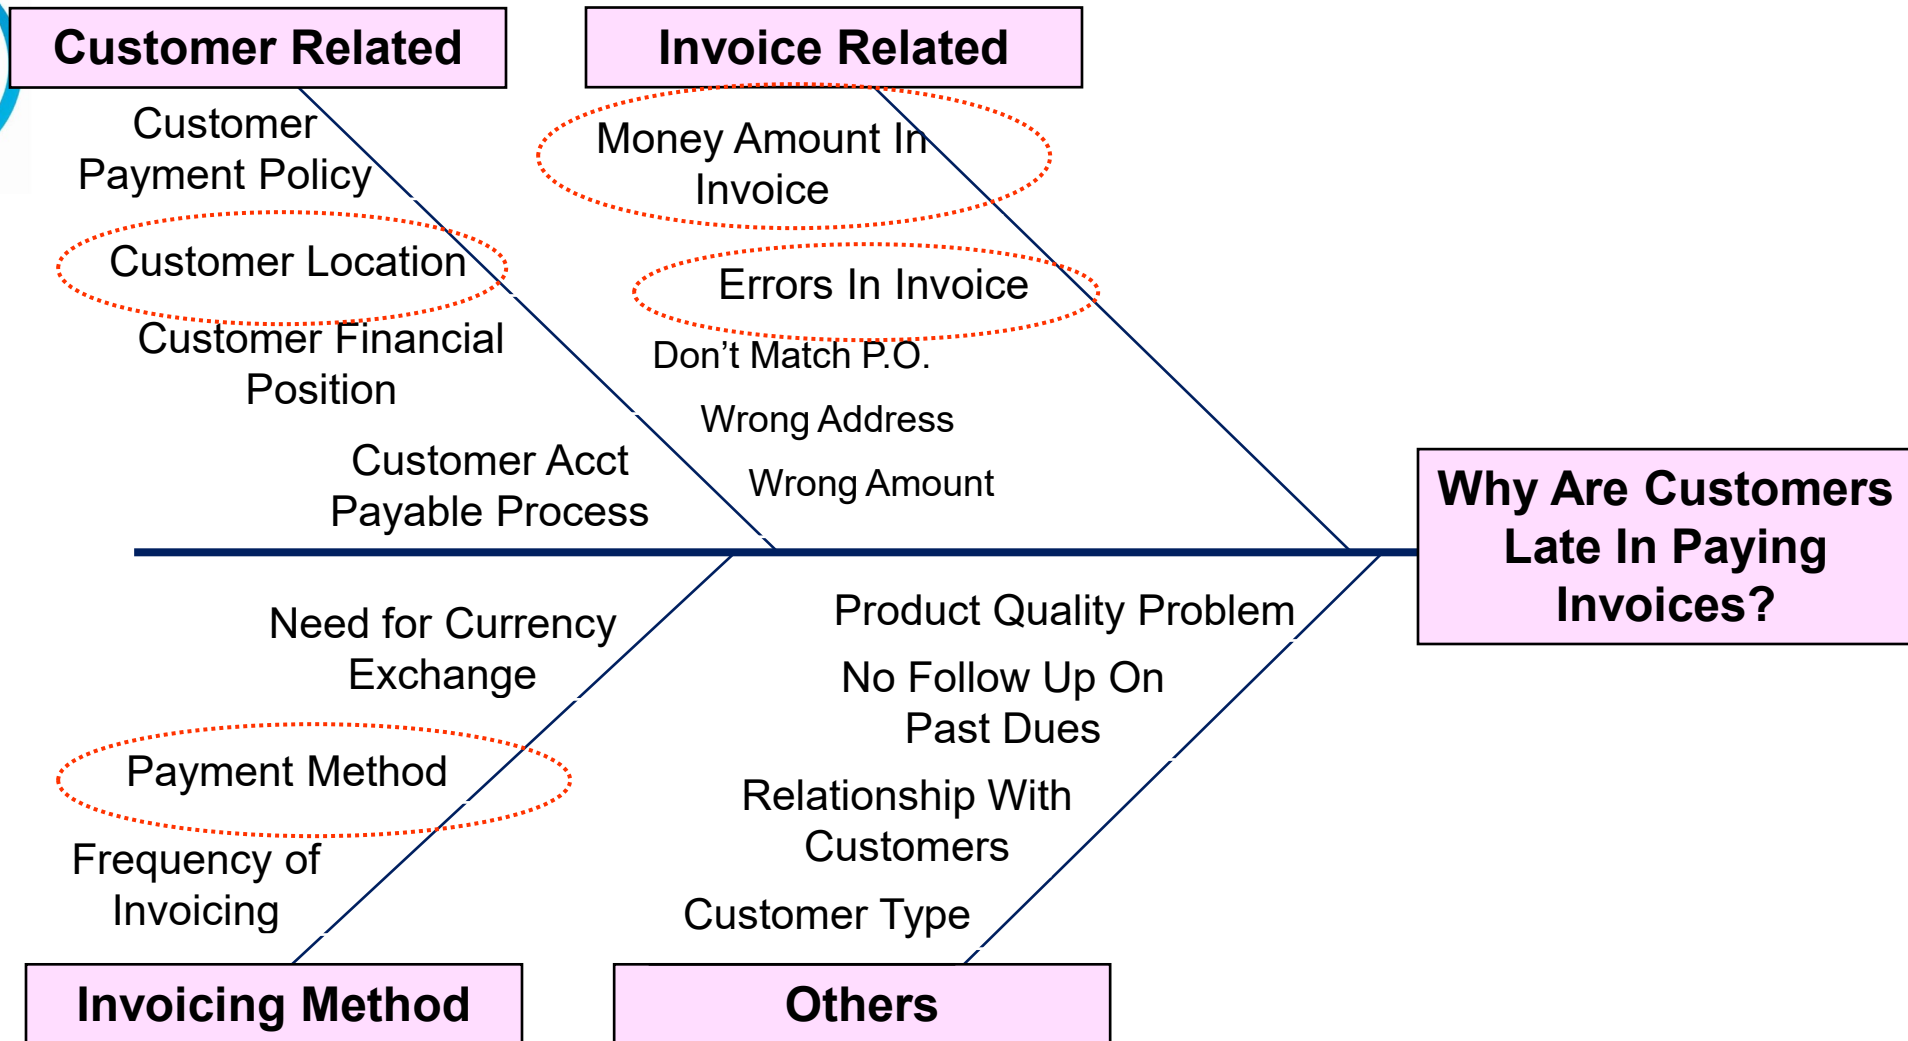 Customer Related
Invoice Related
Customer
Payment Policy
Customer Location
Customer Financial
Position
Customer Acct
Payable Process
Money Amount In
Invoice
Errors In Invoice
Don’t Match P.O.
Wrong Address
Wrong Amount
Why Are Customers
Late In Paying
Invoices?
Need for Currency
Exchange
Payment Method
Frequency of
Invoicing
Product Quality Problem
No Follow Up On
Past Dues
Relationship With
Customers
Customer Type
Invoicing Method
Others